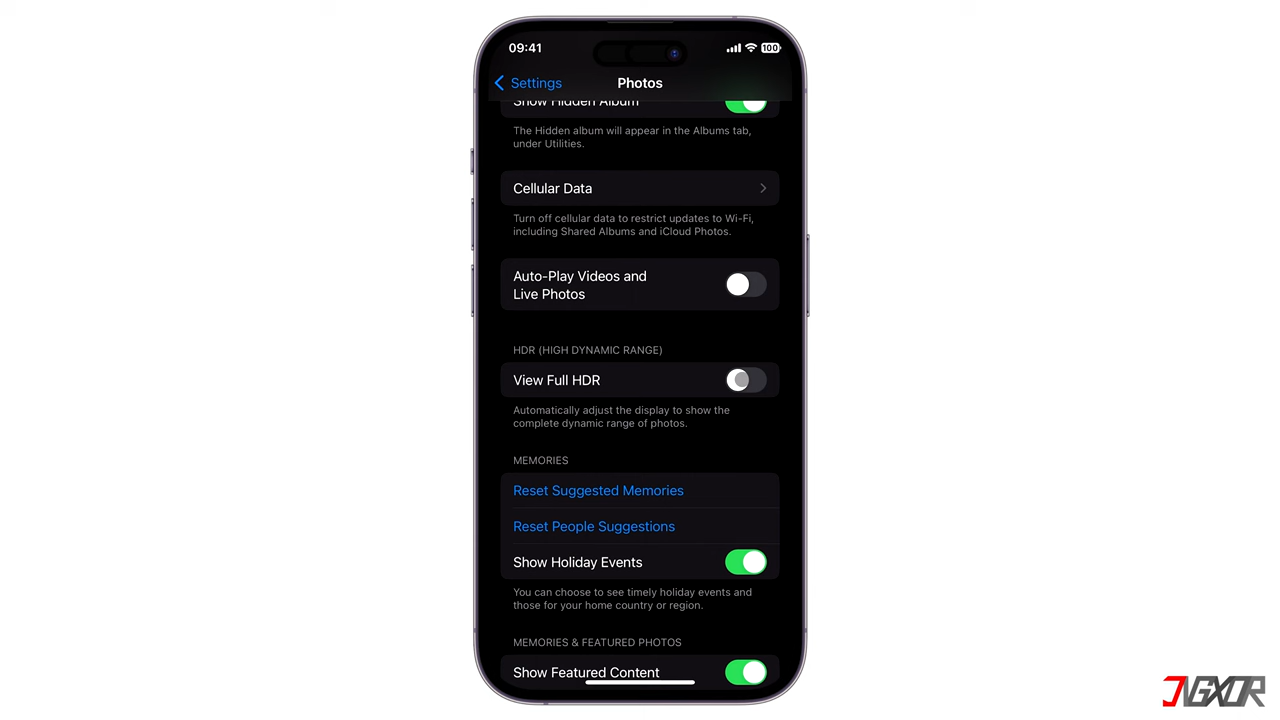 09:41
100
Settings
Photos
Show Hidden Album
The Hidden album will appear in the Albums tab,
under Utilities.
Cellular Data
Turn off cellular data to restrict updates to Wi-Fi,
including Shared Albums and iCloud Photos.
Auto-Play Videos and
Live Photos
HDR (HIGH DYNAMIC RANGE)
View Full HDR
Automatically adjust the display to show the
complete dynamic range of photos.
MEMORIES
Reset Suggested Memories
Reset People Suggestions
Show Holiday Events
You can choose to see timely holiday events and
those for your home country or region.
MEMORIES & FEATURED PHOTOS
Show Featured Content
JNGXOR